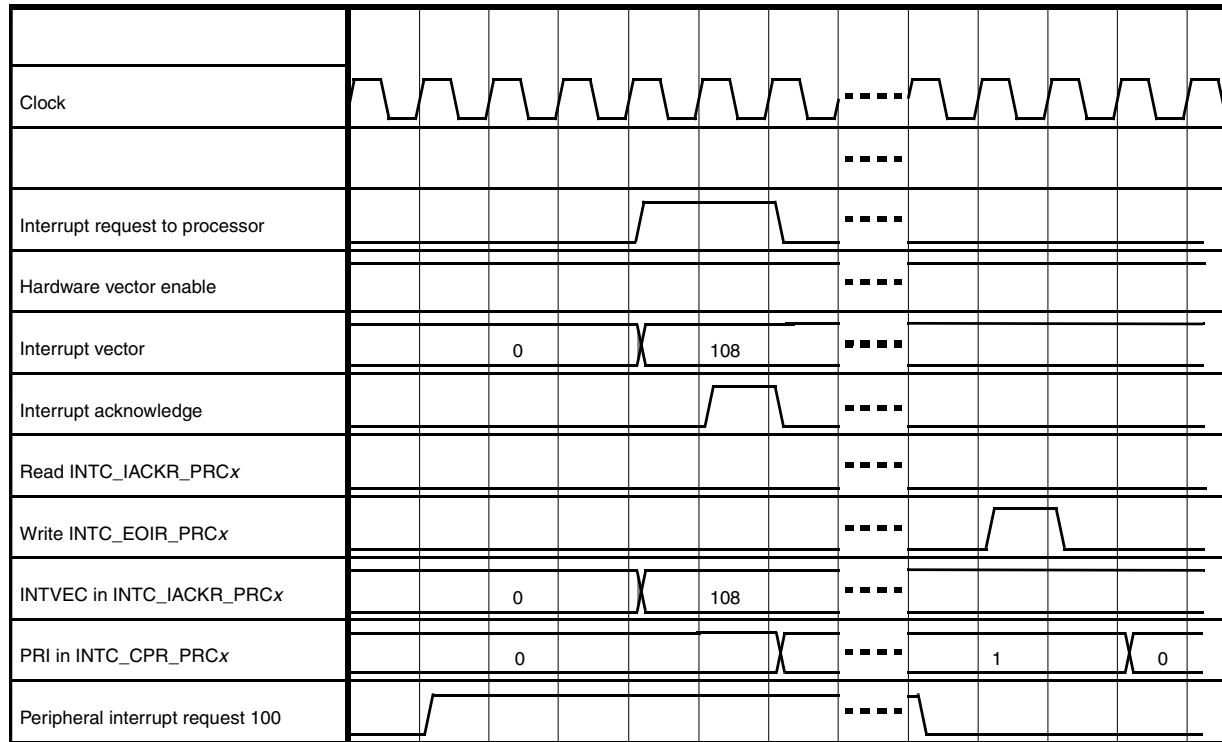 Clock
Interrupt request to processor
Hardware vector enable
Interrupt vector 0 108
Interrupt acknowledge
Read INTC_IACKR_PRCx
Write INTC_EOIR_PRCx
INTVEC in INTC_IACKR_PRCx 0 108
PRI in INTC_CPR_PRCx 0 1 0
Peripheral interrupt request 100